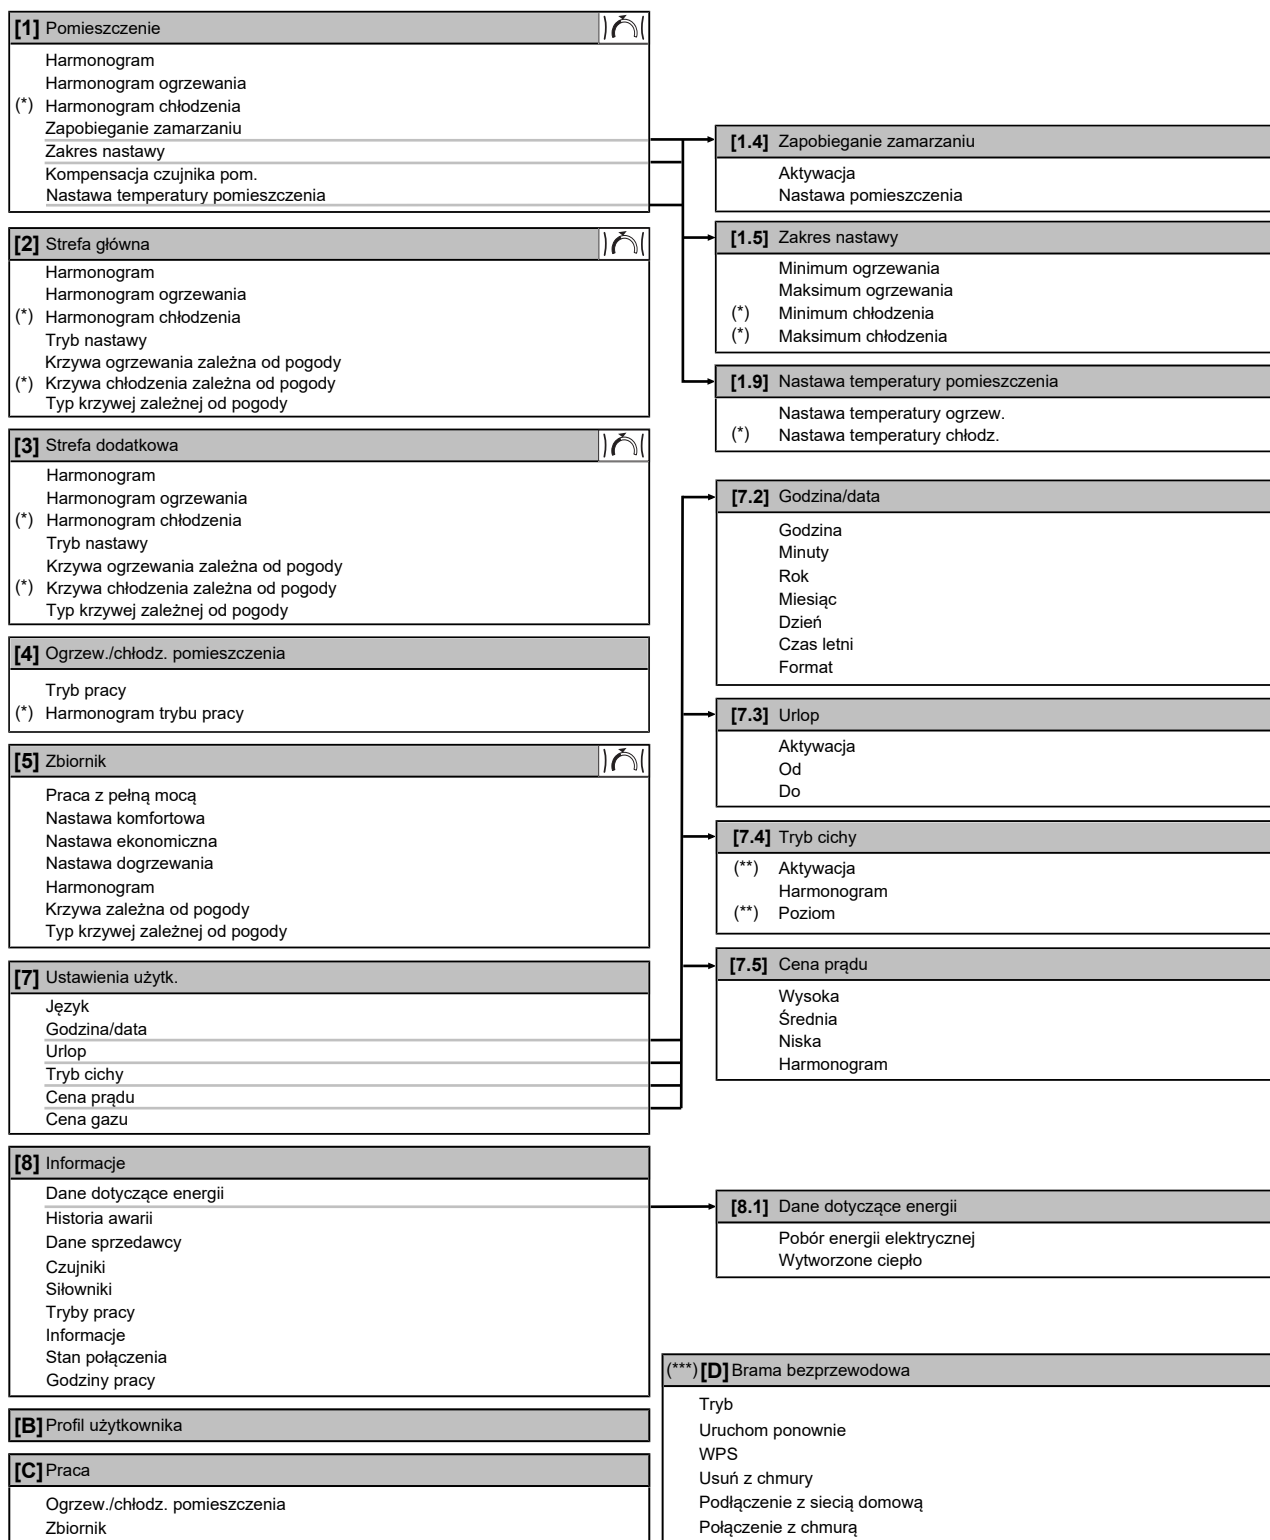 [1] Pomieszczenie
Harmonogram
Harmonogram ogrzewania
(*) Harmonogram chłodzenia
Zapobieganie zamarzaniu
Zakres nastawy
Kompensacja czujnika pom.
Nastawa temperatury pomieszczenia
[2] Strefa główna
Harmonogram
Harmonogram ogrzewania
(*) Harmonogram chłodzenia
Tryb nastawy
Krzywa ogrzewania zależna od pogody
(*) Krzywa chłodzenia zależna od pogody
Typ krzywej zależnej od pogody
[3] Strefa dodatkowa
Harmonogram
Harmonogram ogrzewania
(*) Harmonogram chłodzenia
Tryb nastawy
Krzywa ogrzewania zależna od pogody
(*) Krzywa chłodzenia zależna od pogody
Typ krzywej zależnej od pogody
[4] Ogrzew./chłodz. pomieszczenia
Tryb pracy
(*) Harmonogram trybu pracy
[5] Zbiornik
Praca z pełną mocą
Nastawa komfortowa
Nastawa ekonomiczna
Nastawa dogrzewania
Harmonogram
Krzywa zależna od pogody
Typ krzywej zależnej od pogody
[7] Ustawienia użytk.
Język
Godzina/data
Urlop
Tryb cichy
Cena prądu
Cena gazu
[8] Informacje
Dane dotyczące energii
Historia awarii
Dane sprzedawcy
Czujniki
Siłowniki
Tryby pracy
Informacje
Stan połączenia
Godziny pracy
[B] Profil użytkownika
[C] Praca
Ogrzew./chłodz. pomieszczenia
Zbiornik
[1.4] Zapobieganie zamarzaniu
Aktywacja
Nastawa pomieszczenia
[1.5] Zakres nastawy
Minimum ogrzewania
Maksimum ogrzewania
(*) Minimum chłodzenia
(*) Maksimum chłodzenia
[1.9] Nastawa temperatury pomieszczenia
Nastawa temperatury ogrzew.
(*) Nastawa temperatury chłodz.
[7.2] Godzina/data
Godzina
Minuty
Rok
Miesiąc
Dzień
Czas letni
Format
[7.3] Urlop
Aktywacja
Od
Do
[7.4] Tryb cichy
(**) Aktywacja
Harmonogram
(**) Poziom
[7.5] Cena prądu
Wysoka
Średnia
Niska
Harmonogram
[8.1] Dane dotyczące energii
Pobór energii elektrycznej
Wytworzone ciepło
(***) [D] Brama bezprzewodowa
Tryb
Uruchom ponownie
WPS
Usuń z chmury
Podłączenie z siecią domową
Połączenie z chmurą